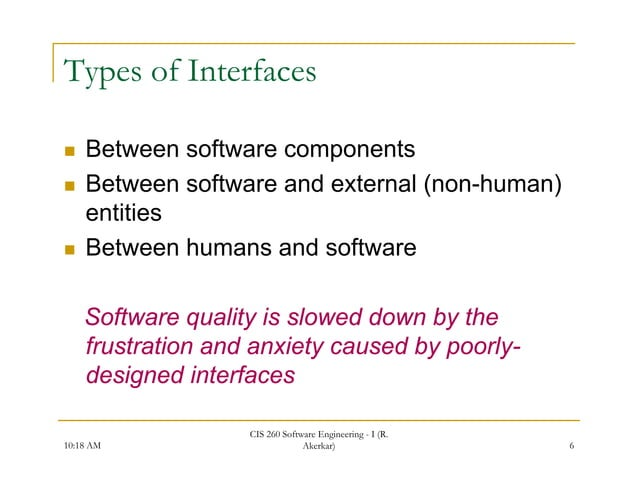 Types of Interfaces
Between software components
Between software and external (non-human)
entities
Between humans and software
Software quality is slowed down by the
frustration and anxiety caused by poorly-
designed interfaces
10:18 AM
CIS 260 Software Engineering - I (R.
Akerkar)
6